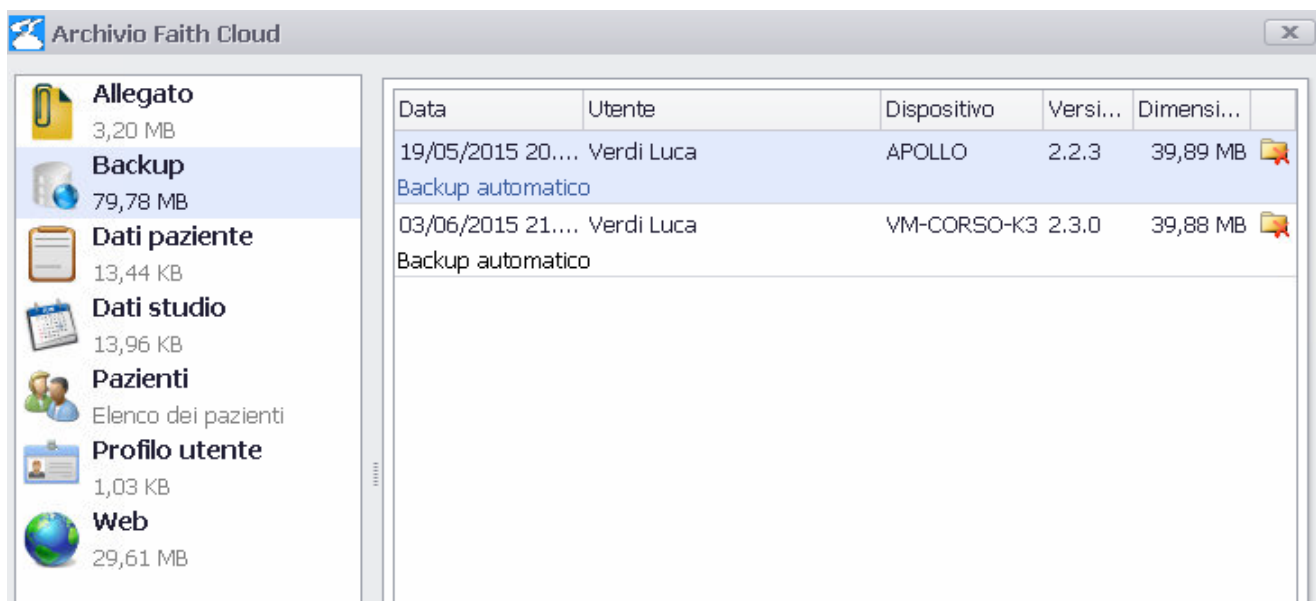 Archivio Faith Cloud
Allegato
3,20 MB
Backup
79,78 MB
Dati paziente
13,44 KB
Dati studio
13,96 KB
Pazienti
Elenco dei pazienti
Profilo utente
1,03 KB
Web
29,61 MB
Data Utente Dispositivo Versi... Dimensi...
19/05/2015 20.... Verdi Luca APOLLO 2.2.3 39,89 MB
Backup automatico
03/06/2015 21.... Verdi Luca VM-CORSO-K3 2.3.0 39,88 MB
Backup automatico